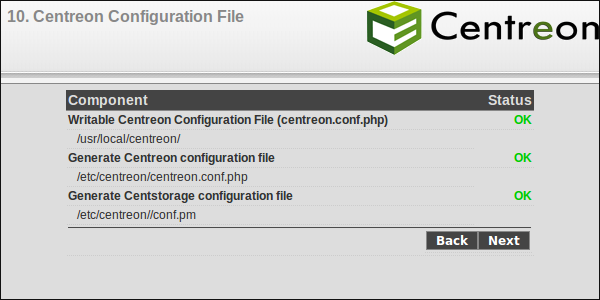 10. Centreon Configuration File
Centreon
Component Status
Writable Centreon Configuration File (centreon.conf.php) OK
/usr/local/centreon/
Generate Centreon configuration file OK
/etc/centreon/centreon.conf.php
Generate Centstorage configuration file OK
/etc/centreon//conf.pm
Back Next